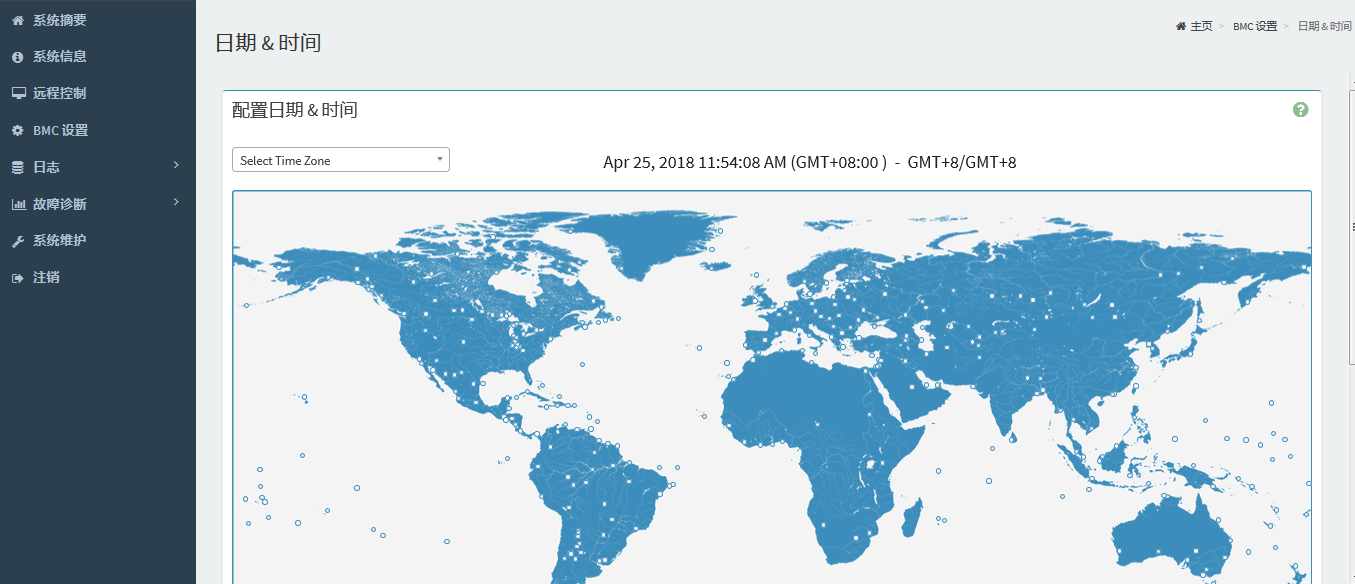 系统摘要
系统信息
远程控制
BMC 设置
日志
故障诊断
系统维护
注销
主页 > BMC 设置 > 日期 & 时间
日期 & 时间
配置日期 & 时间
Select Time Zone
Apr 25, 2018 11:54:08 AM (GMT+08:00 ) - GMT+8/GMT+8